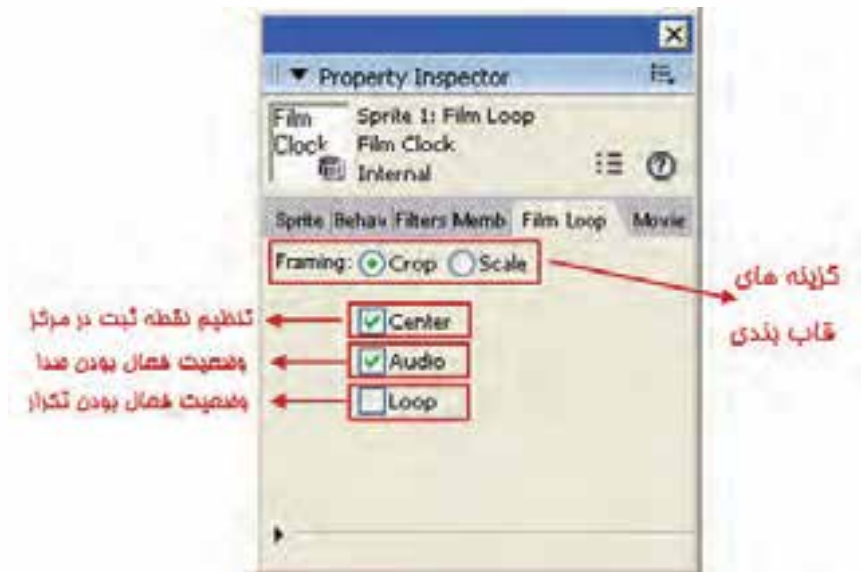 Property Inspector
Film Clock
Sprite 1: Film Loop
Film Clock
Internal
Sprite Behav Filters Memb Film Loop Movie
Framing: Crop Scale
گزینه های
قاب بندی
Center
تنظیم نقطه ثبت در مرکز
Audio
وضعیت فعال بودن صدا
Loop
وضعیت فعال بودن تکرار